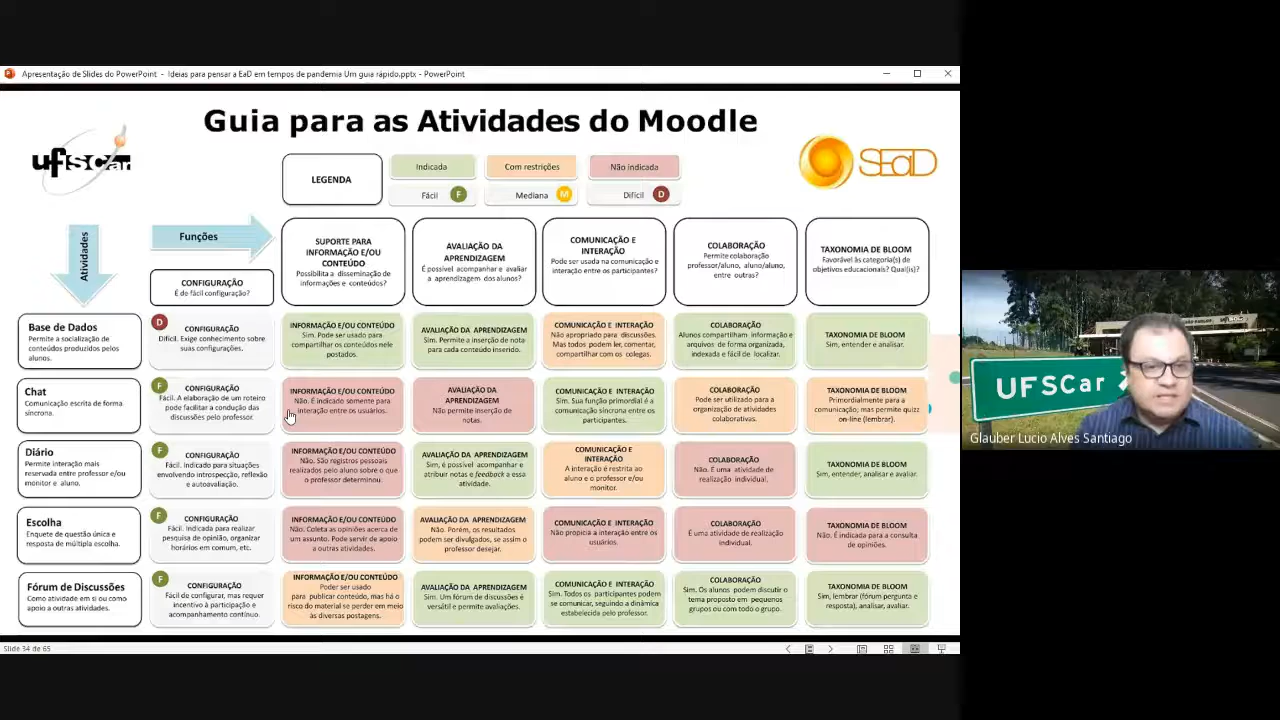 Apresentação de Slides do PowerPoint - Ideias para pensar a EaD em tempos de pandemia Um guia rápido.pptx - PowerPoint
Guia para as Atividades do Moodle
ufscar
SEaD
LEGENDA
Indicada
Com restrições
Não indicada
Fácil F
Mediana M
Difícil D
Atividades
Funções
CONFIGURAÇÃO
É de fácil configuração?
SUPORTE PARA
INFORMAÇÃO E/OU
CONTEÚDO
Possibilita a disseminação de
informações e conteúdos?
AVALIAÇÃO DA
APRENDIZAGEM
É possível acompanhar e avaliar
a aprendizagem dos alunos?
COMUNICAÇÃO E
INTERAÇÃO
Pode ser usada na comunicação e
interação entre os participantes?
COLABORAÇÃO
Permite colaboração
professor/aluno, aluno/aluno,
entre outras?
TAXONOMIA DE BLOOM
Favorável às categoria(s) de
objetivos educacionais? Qual(is)?
Base de Dados
Permite a socialização de
conteúdos produzidos pelos
alunos.
D
CONFIGURAÇÃO
Difícil. Exige conhecimento sobre
suas configurações.
INFORMAÇÃO E/OU CONTEÚDO
Sim. Pode ser usado para
compartilhar os conteúdos nele
postados.
AVALIAÇÃO DA APRENDIZAGEM
Sim. Permite a inserção de nota
para cada conteúdo inserido.
COMUNICAÇÃO E INTERAÇÃO
Não apropriado para discussões.
Mas todos podem ler, comentar,
compartilhar com os colegas.
COLABORAÇÃO
Alunos compartilham informação e
arquivos de forma organizada,
indexada e fácil de localizar.
TAXONOMIA DE BLOOM
Sim, entender e analisar.
Chat
Comunicação escrita de forma
síncrona.
F
CONFIGURAÇÃO
Fácil. A elaboração de um roteiro
pode facilitar a condução das
discussões pelo professor.
INFORMAÇÃO E/OU CONTEÚDO
Não. É indicado somente para
interação entre os usuários.
AVALIAÇÃO DA
APRENDIZAGEM
Não permite inserção de
notas.
COMUNICAÇÃO E INTERAÇÃO
Sim. Sua função primordial é a
comunicação síncrona entre os
participantes.
COLABORAÇÃO
Pode ser utilizado para a
organização de atividades
colaborativas.
TAXONOMIA DE BLOOM
Primordialmente para a
comunicação, mas permite quizz
on-line (lembrar).
Diário
Permite interação mais
reservada entre professor e/ou
monitor e aluno.
F
CONFIGURAÇÃO
Fácil. Indicado para situações
envolvendo introspecção, reflexão
e autoavaliação.
INFORMAÇÃO E/OU CONTEÚDO
Não. São registros pessoais
realizados pelo aluno sobre o que
o professor determinou.
AVALIAÇÃO DA APRENDIZAGEM
Sim, é possível acompanhar e
atribuir notas e feedback a essa
atividade.
COMUNICAÇÃO E
INTERAÇÃO
A interação é restrita ao
aluno e o professor e/ou
monitor.
COLABORAÇÃO
Não. É uma atividade de
realização individual.
TAXONOMIA DE BLOOM
Sim, entender, analisar e avaliar.
Escolha
Enquete de questão única e
resposta de múltipla escolha.
F
CONFIGURAÇÃO
Fácil. Indicada para realizar
pesquisa de opinião, organizar
horários em comum, etc.
INFORMAÇÃO E/OU CONTEÚDO
Não. Coleta as opiniões acerca de
um assunto. Pode servir de apoio
a outras atividades.
AVALIAÇÃO DA APRENDIZAGEM
Não. Porém, os resultados
podem ser divulgados, se assim o
professor desejar.
COMUNICAÇÃO E INTERAÇÃO
Não propicia a interação entre os
usuários.
COLABORAÇÃO
É uma atividade de realização
individual.
TAXONOMIA DE BLOOM
Não. É indicada para a consulta
de opiniões.
Fórum de Discussões
Como atividade em si ou como
apoio a outras atividades.
F
CONFIGURAÇÃO
Fácil de configurar, mas requer
incentivo à participação e
acompanhamento contínuo.
INFORMAÇÃO E/OU CONTEÚDO
Poder ser usado
para publicar conteúdo, mas há o
risco do material se perder em meio
às diversas postagens.
AVALIAÇÃO DA APRENDIZAGEM
Sim. Um fórum de discussões é
versátil e permite avaliações.
COMUNICAÇÃO E INTERAÇÃO
Sim. Todos os participantes podem
se comunicar, seguindo a dinâmica
estabelecida pelo professor.
COLABORAÇÃO
Sim. Os alunos podem discutir o
tema proposto em pequenos
grupos ou com todo o grupo.
TAXONOMIA DE BLOOM
Sim, lembrar (fórum pergunta e
resposta), analisar, avaliar.
Slide 34 de 65
UFSCar
Glauber Lucio Alves Santiago